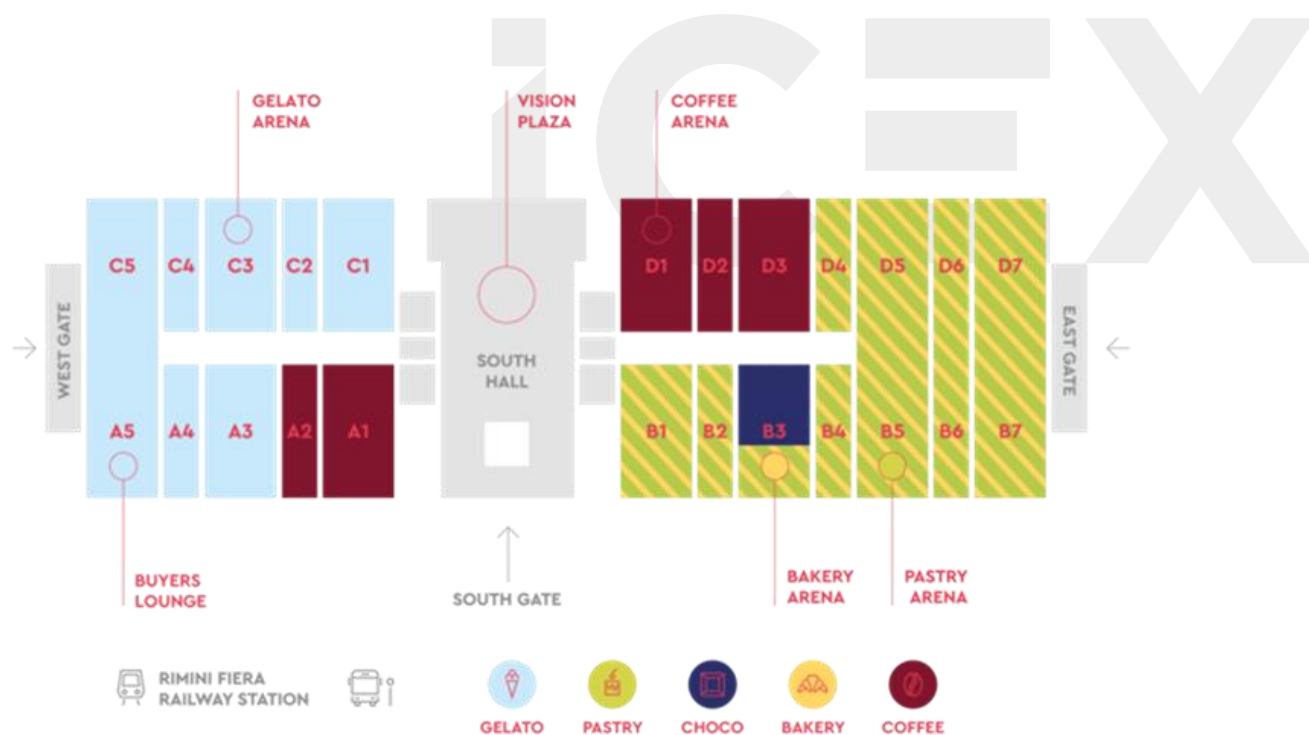 iCEX
GELATO
ARENA
VISION
PLAZA
COFFEE
ARENA
C5
C4
C3
C2
C1
D1
D2
D3
D4
D5
D6
D7
WEST GATE
SOUTH
HALL
EAST GATE
A5
A4
A3
A2
A1
B1
B2
B3
B4
B5
B6
B7
BUYERS
LOUNGE
SOUTH GATE
BAKERY
ARENA
PASTRY
ARENA
RIMINI FIERA
RAILWAY STATION
GELATO
PASTRY
CHOCO
BAKERY
COFFEE